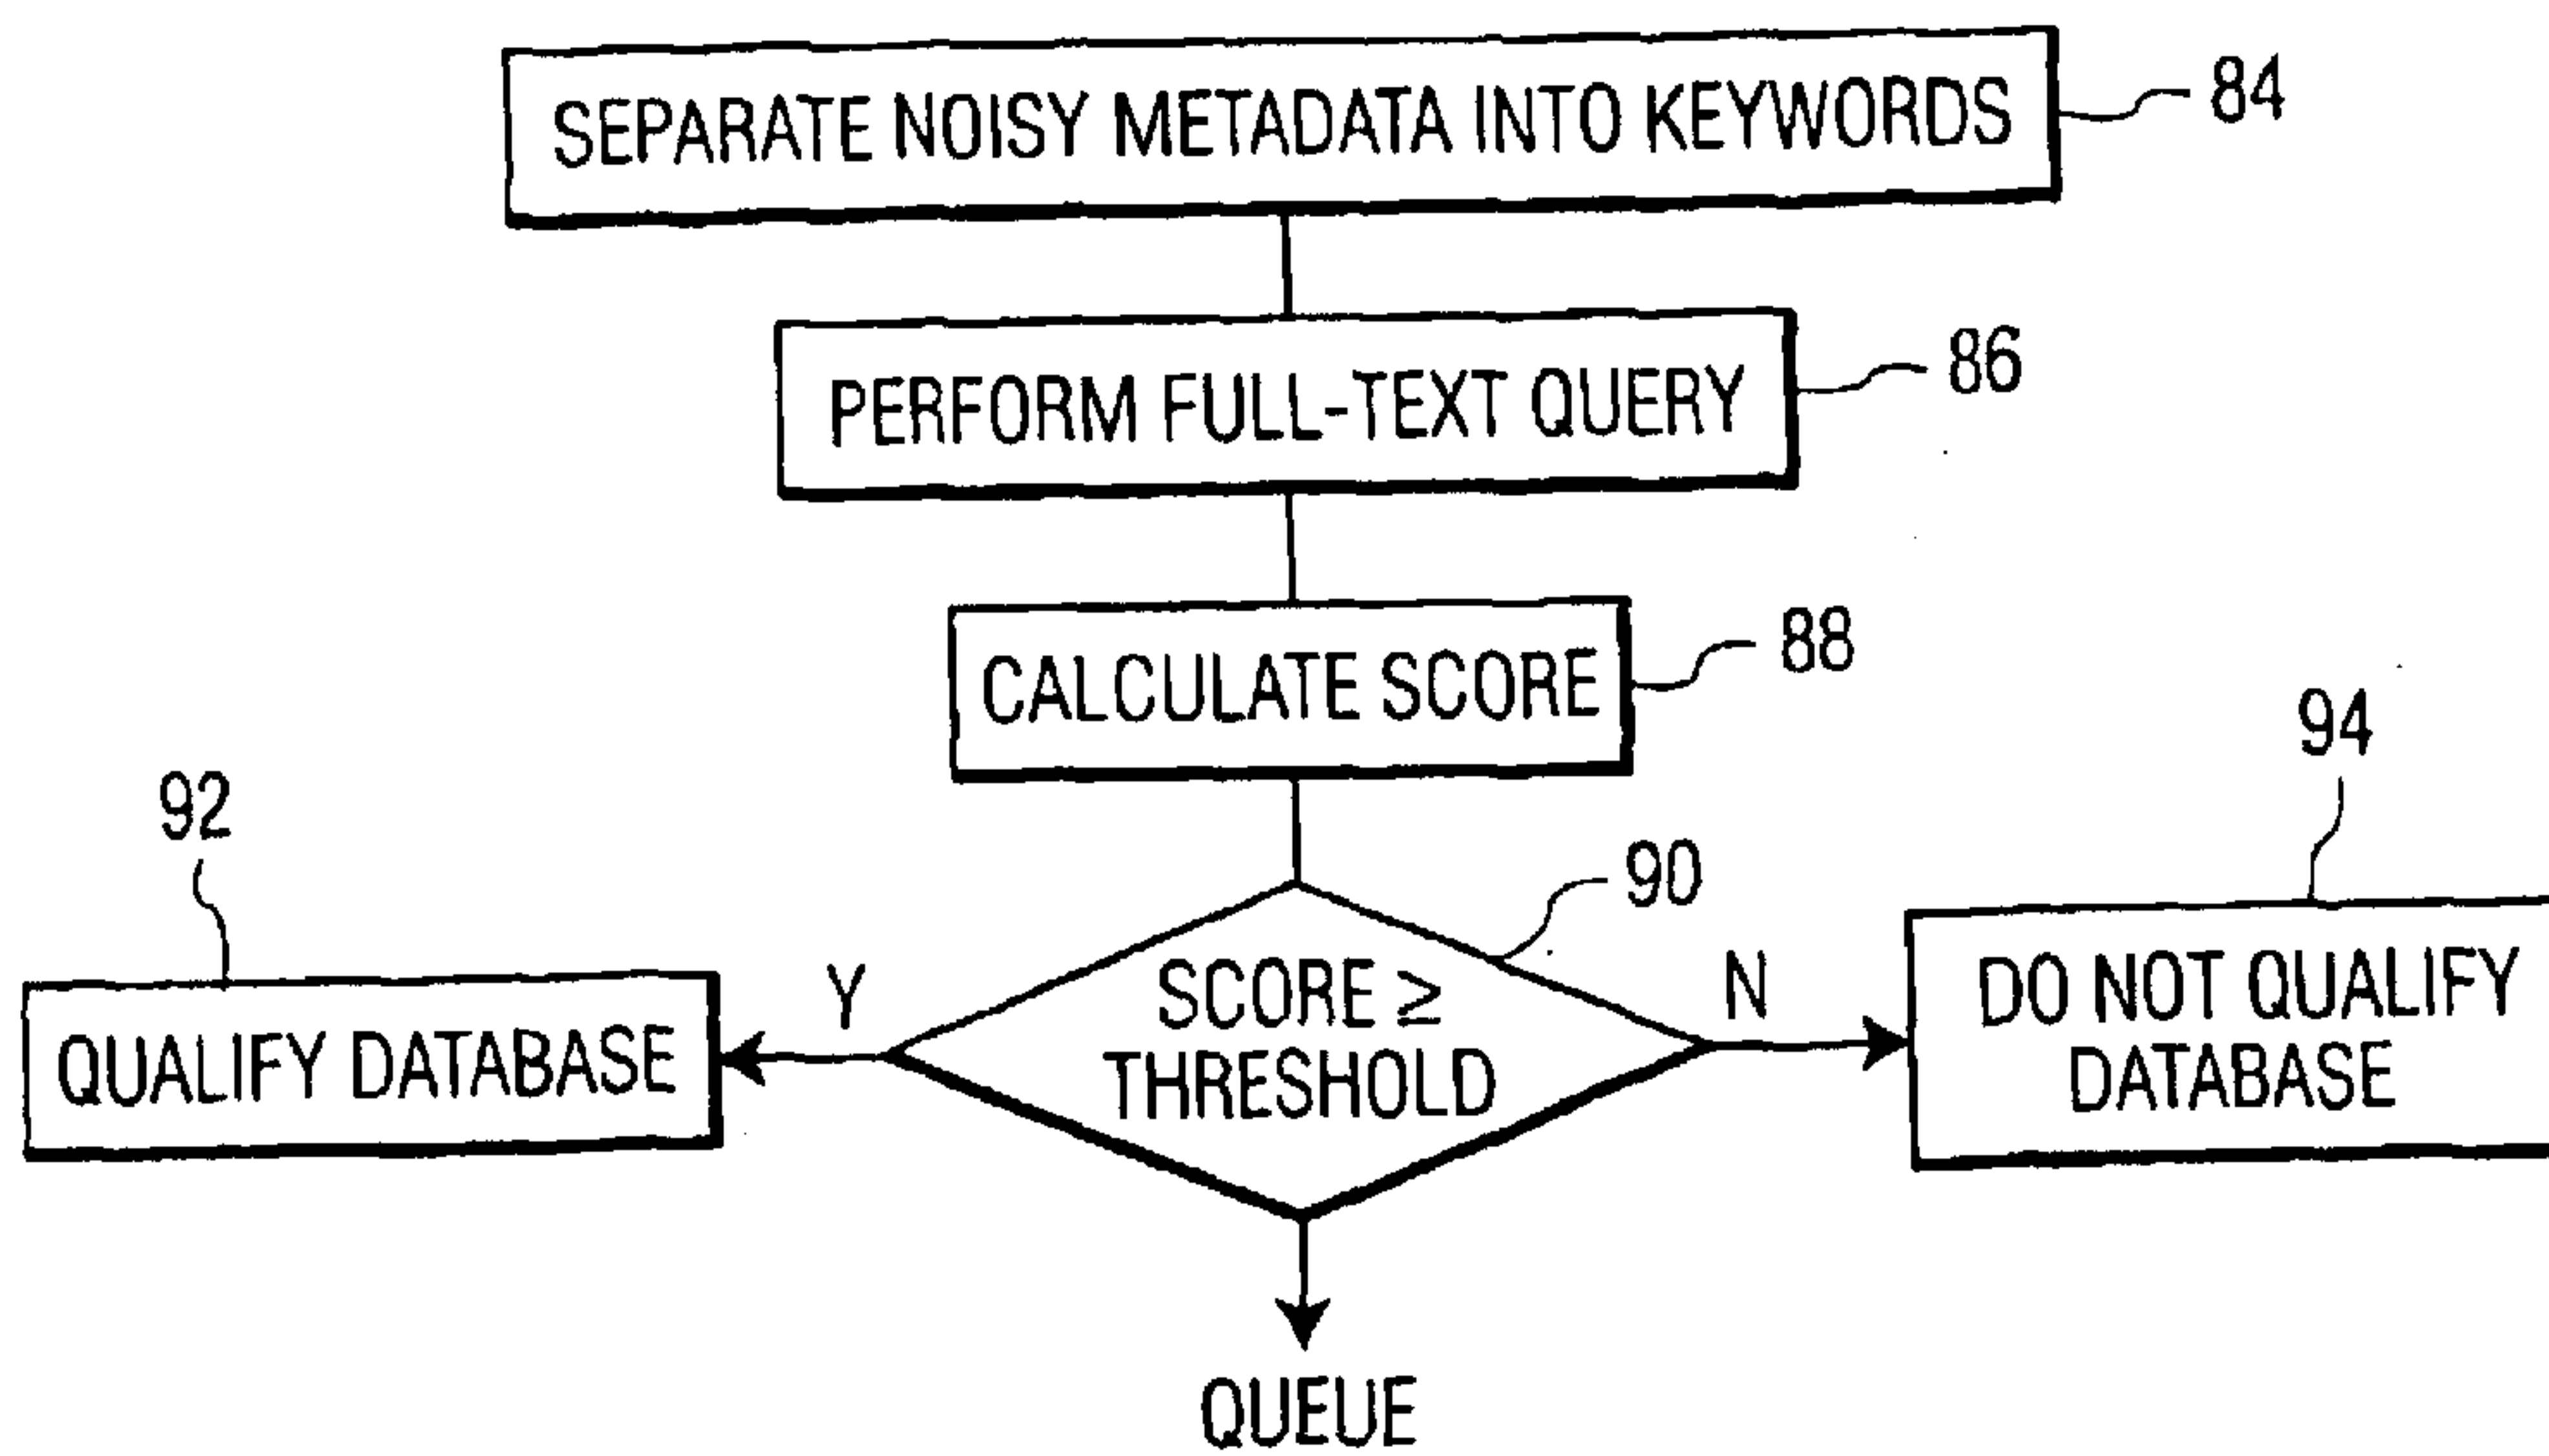 SEPARATE NOISY METADATA INTO KEYWORDS
84
PERFORM FULL-TEXT QUERY
86
CALCULATE SCORE
88
92
94
90
QUALIFY DATABASE
Y
SCORE ≥
THRESHOLD
N
DO NOT QUALIFY
DATABASE
QUEUE